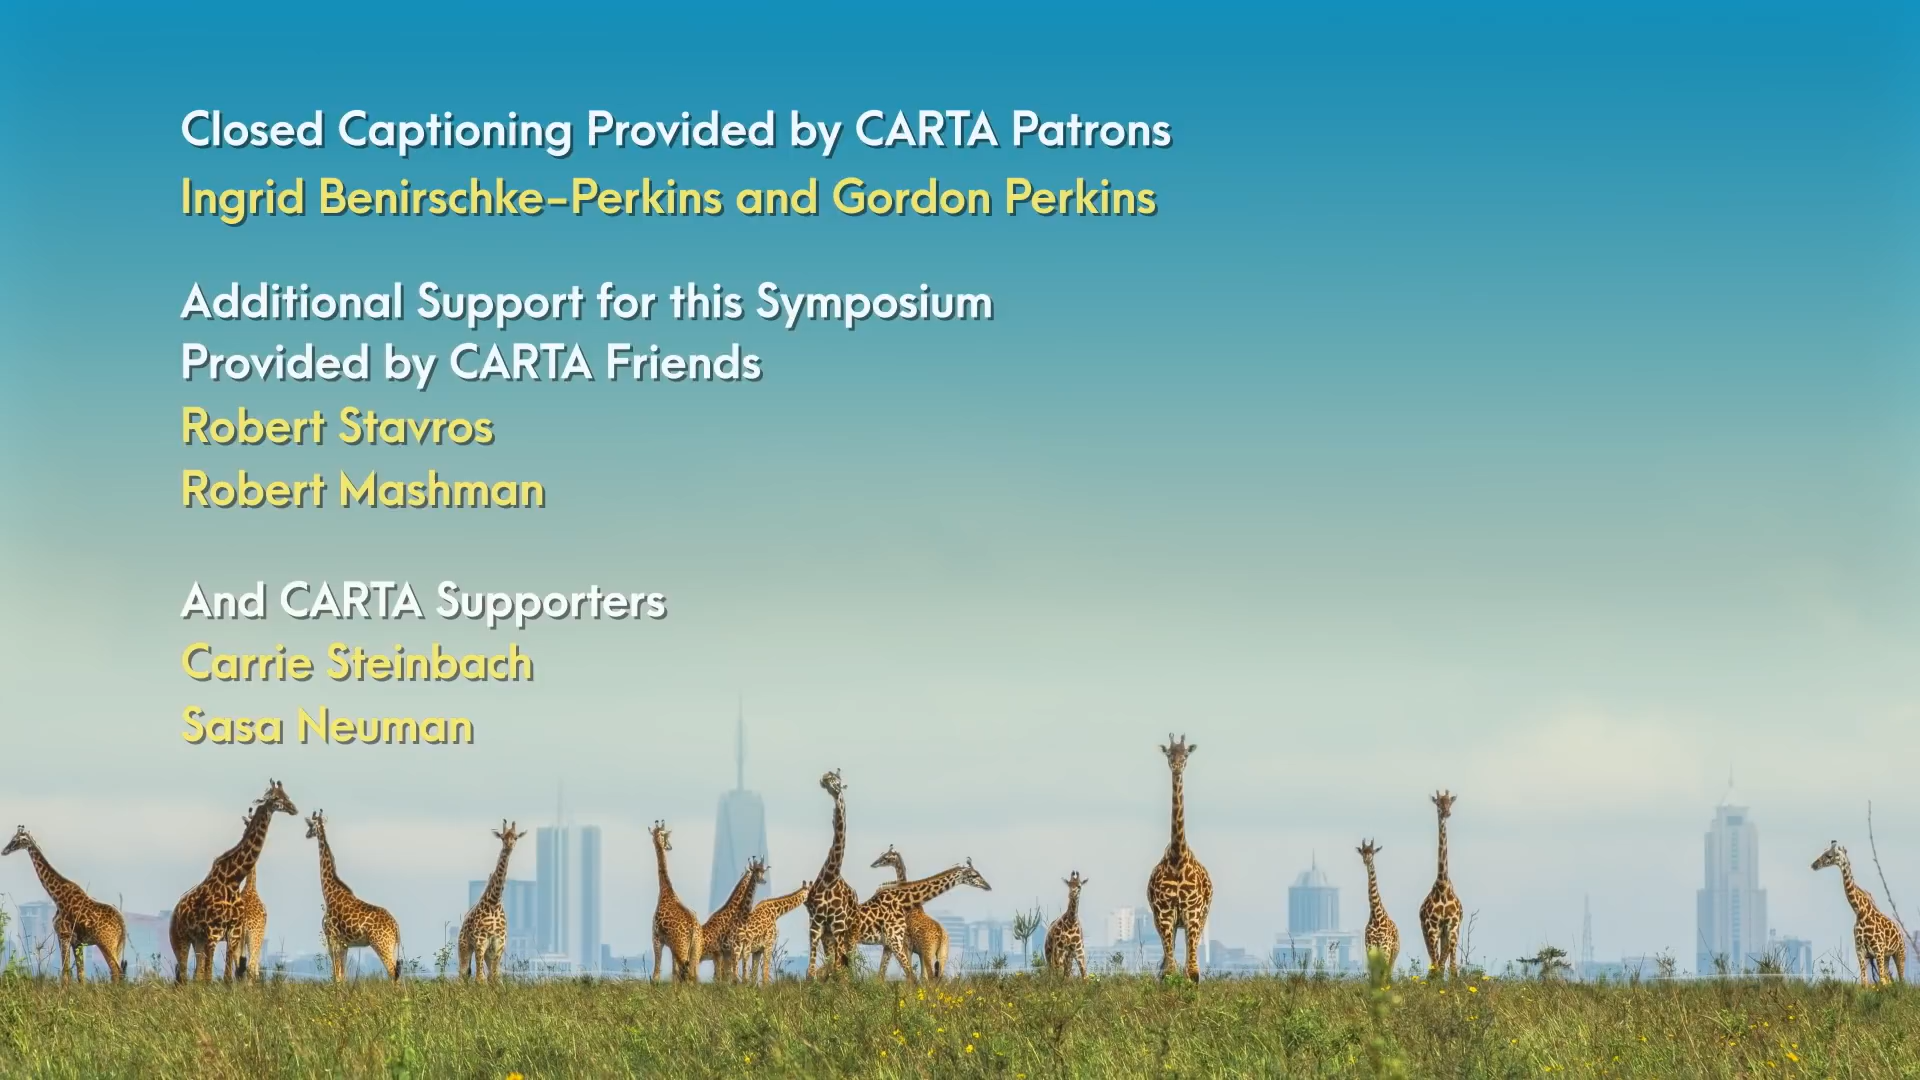 Closed Captioning Provided by CARTA Patrons
Ingrid Benirschke-Perkins and Gordon Perkins
Additional Support for this Symposium
Provided by CARTA Friends
Robert Stavros
Robert Mashman
And CARTA Supporters
Carrie Steinbach
Sasa Neuman